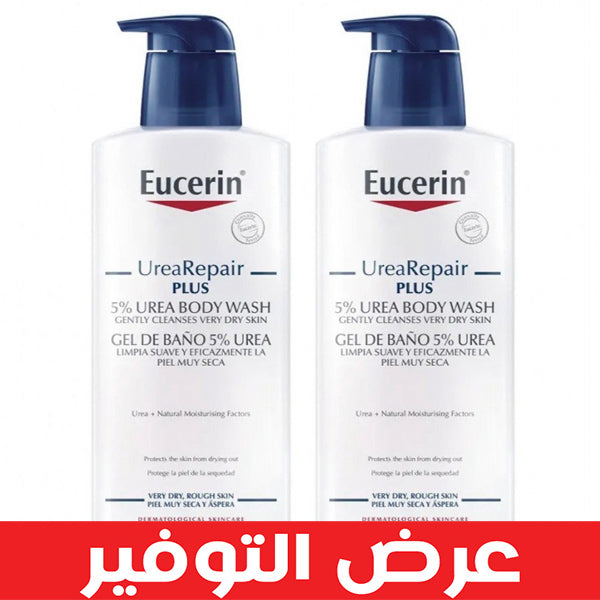 Eucerin®
UreaRepair
PLUS
5% UREA BODY WASH
GENTLY CLEANSES VERY DRY SKIN
GEL DE BAÑO 5% UREA
LIMPIA SUAVE Y EFICAZMENTE LA
PIEL MUY SECA
Urea + Natural Moisturising Factors
Protects the skin from drying out
Protege la piel de la sequedad
VERY DRY, ROUGH SKIN
PIEL MUY SECA Y ÁSPERA
DERMATOLOGICAL SKINCARE
Eucerin®
UreaRepair
PLUS
5% UREA BODY WASH
GENTLY CLEANSES VERY DRY SKIN
GEL DE BAÑO 5% UREA
LIMPIA SUAVE Y EFICAZMENTE LA
PIEL MUY SECA
Urea + Natural Moisturising Factors
Protects the skin from drying out
Protege la piel de la sequedad
VERY DRY, ROUGH SKIN
PIEL MUY SECA Y ÁSPERA
DERMATOLOGICAL SKINCARE
عرض التوفير